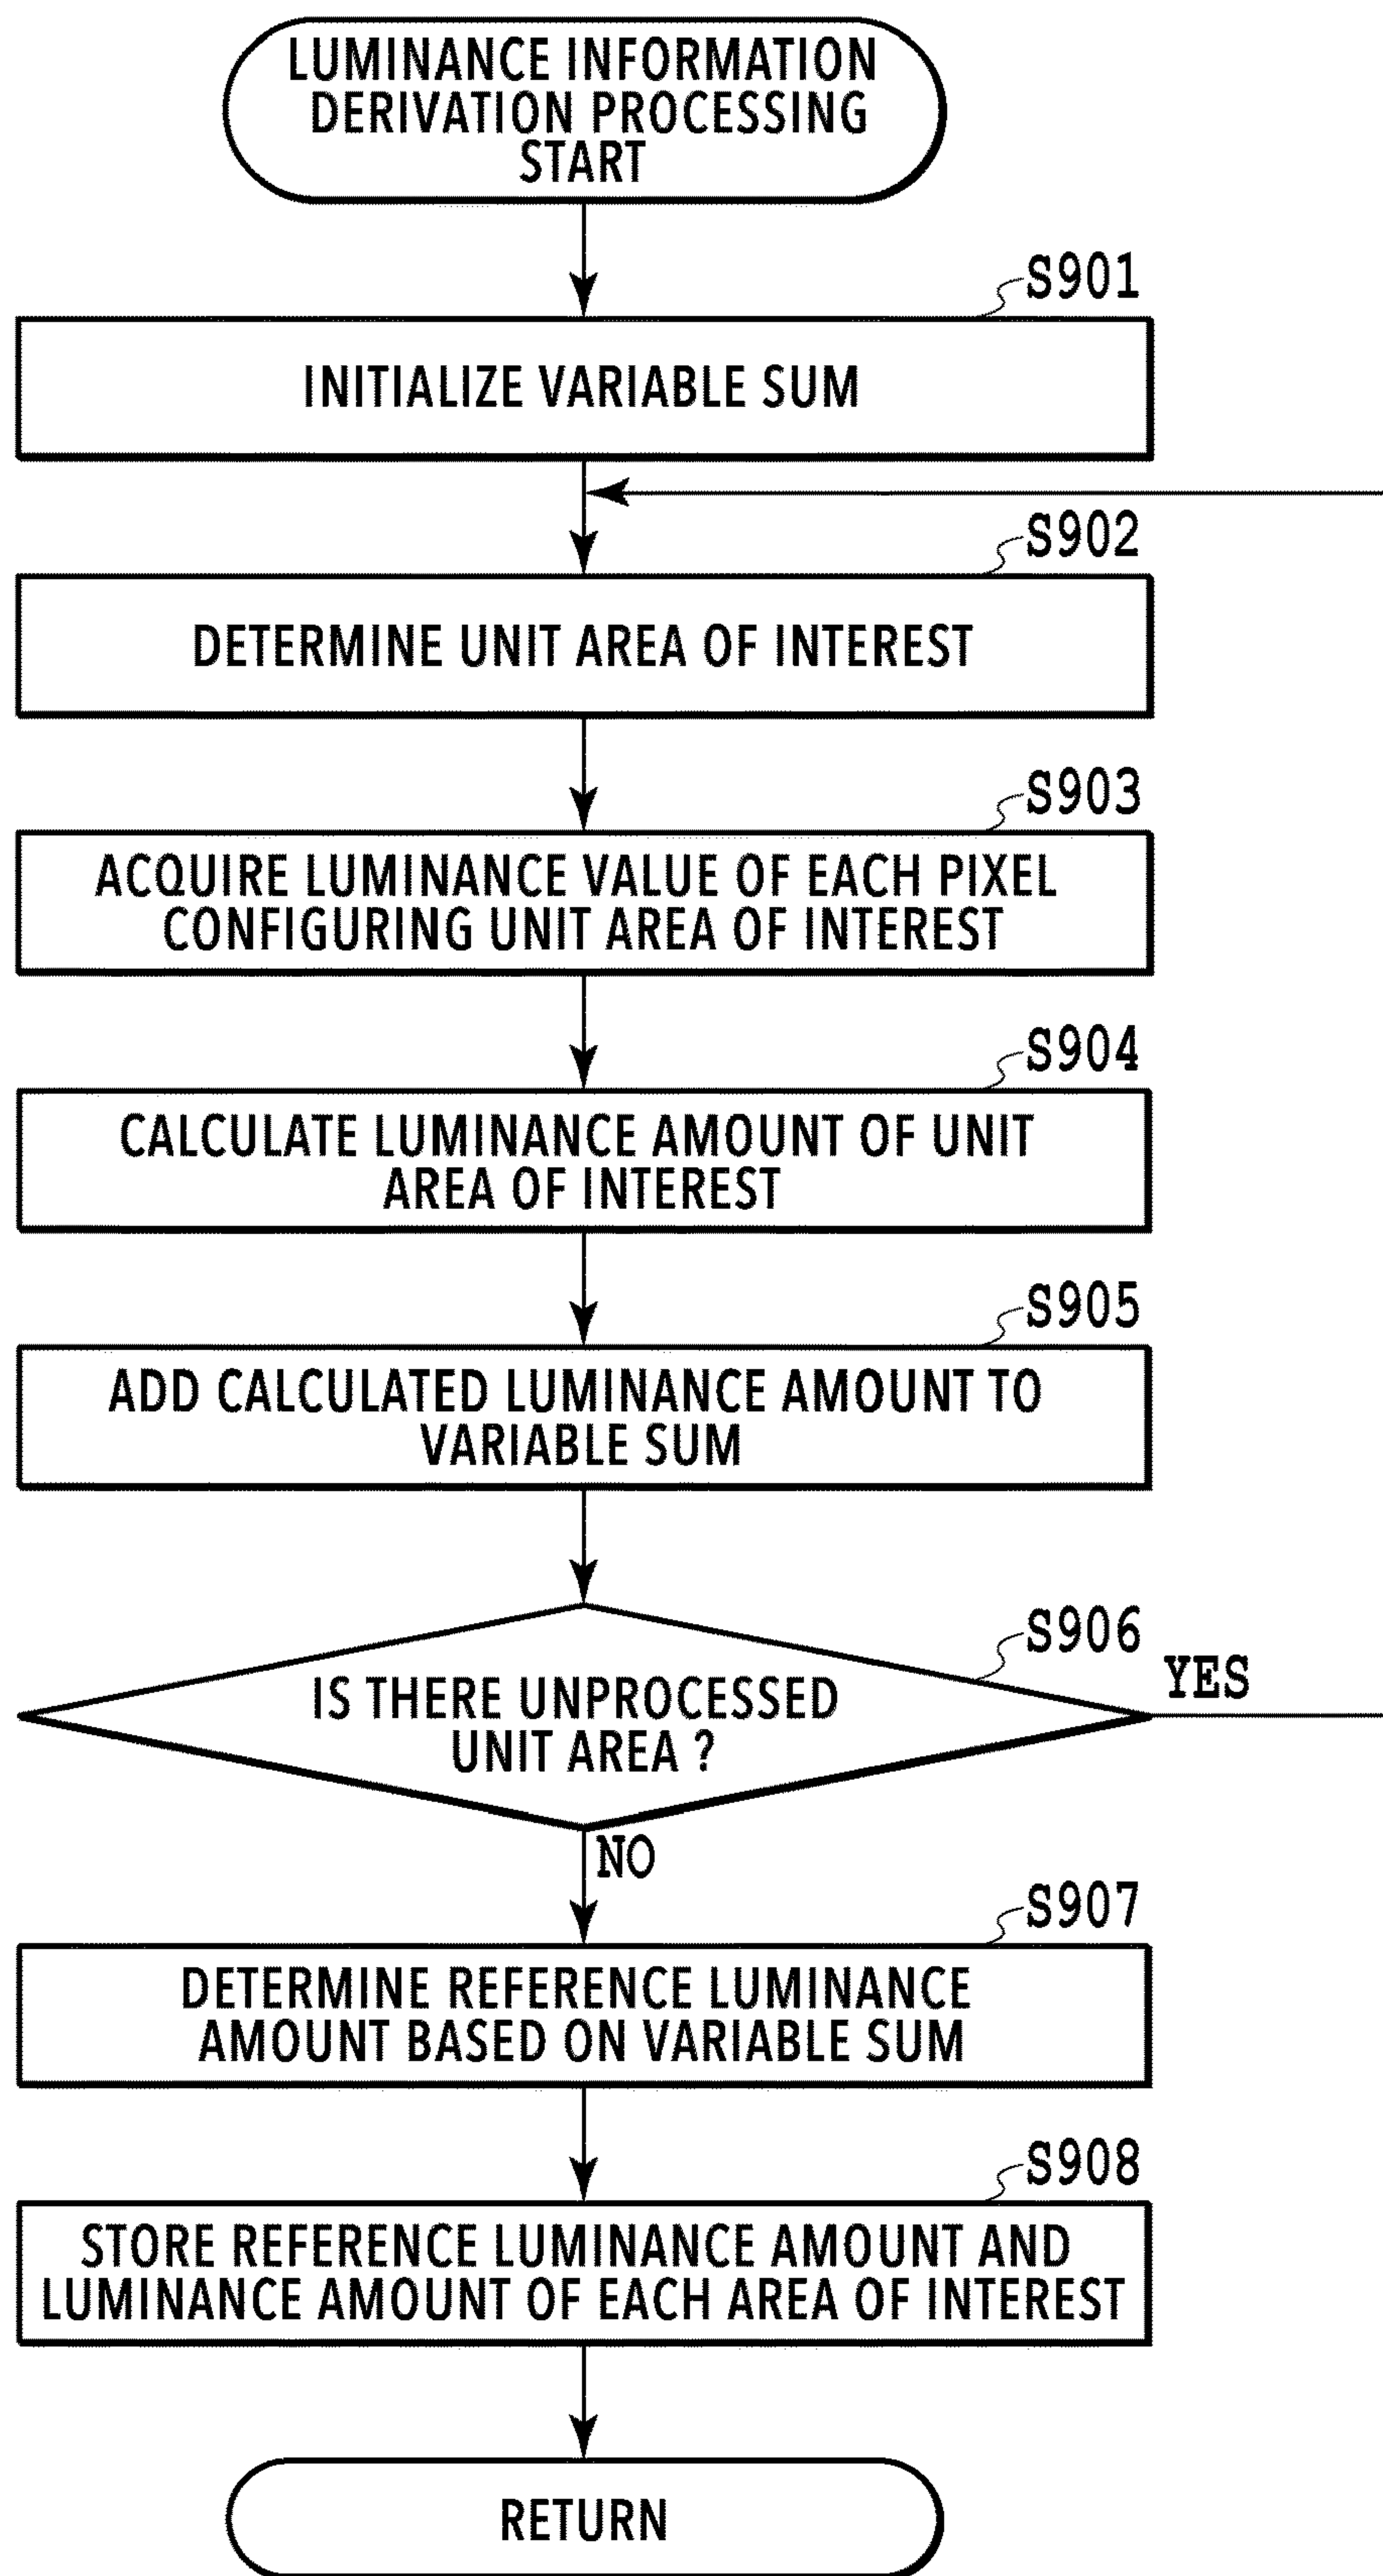 LUMINANCE INFORMATION
DERIVATION PROCESSING
START
S901
INITIALIZE VARIABLE SUM
S902
DETERMINE UNIT AREA OF INTEREST
S903
ACQUIRE LUMINANCE VALUE OF EACH PIXEL
CONFIGURING UNIT AREA OF INTEREST
S904
CALCULATE LUMINANCE AMOUNT OF UNIT
AREA OF INTEREST
S905
ADD CALCULATED LUMINANCE AMOUNT TO
VARIABLE SUM
S906
YES
IS THERE UNPROCESSED
UNIT AREA ?
NO
S907
DETERMINE REFERENCE LUMINANCE
AMOUNT BASED ON VARIABLE SUM
S908
STORE REFERENCE LUMINANCE AMOUNT AND
LUMINANCE AMOUNT OF EACH AREA OF INTEREST
RETURN